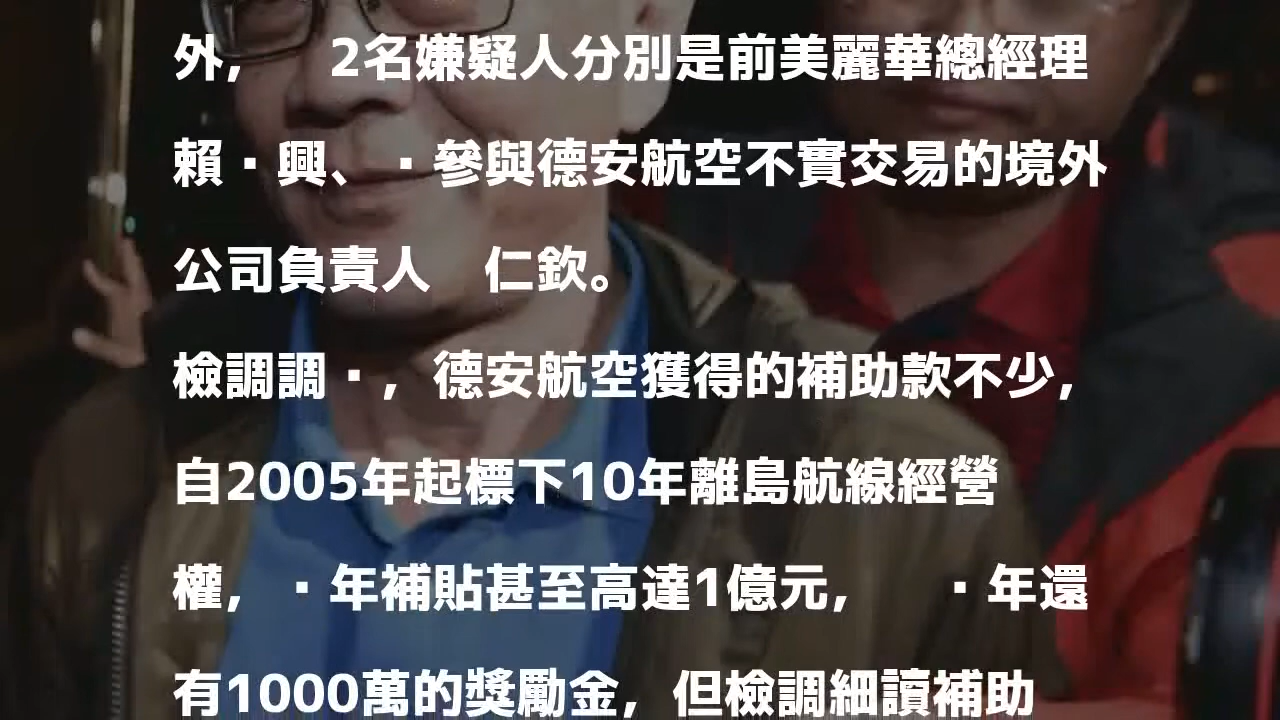 外，　2名嫌疑人分別是前美麗華總經理
賴·興、·參與德安航空不實交易的境外
公司負責人　仁欽。
檢調調·，德安航空獲得的補助款不少，
自2005年起標下10年離島航線經營
權，·年補貼甚至高達1億元，　·年還
有1000萬的獎勵金，但檢調細讀補助